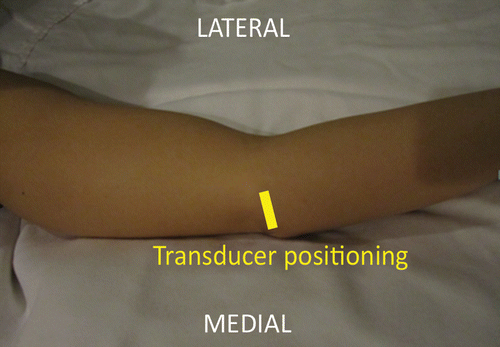 LATERAL
Transducer positioning
MEDIAL